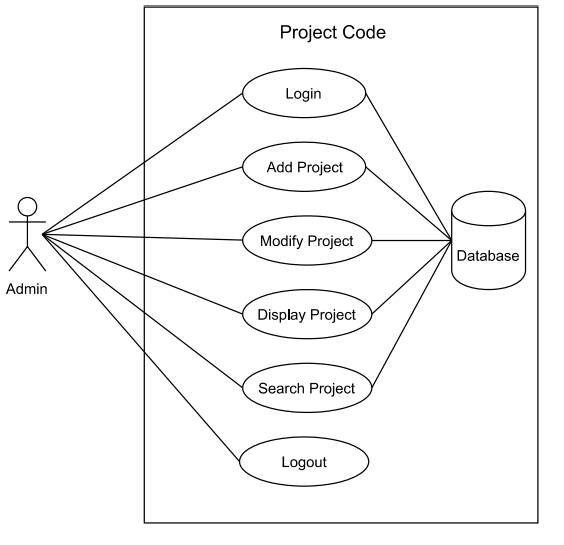 Project Code
Login
Add Project
Modify Project
Database
Display Project
Admin
Search Project
Logout